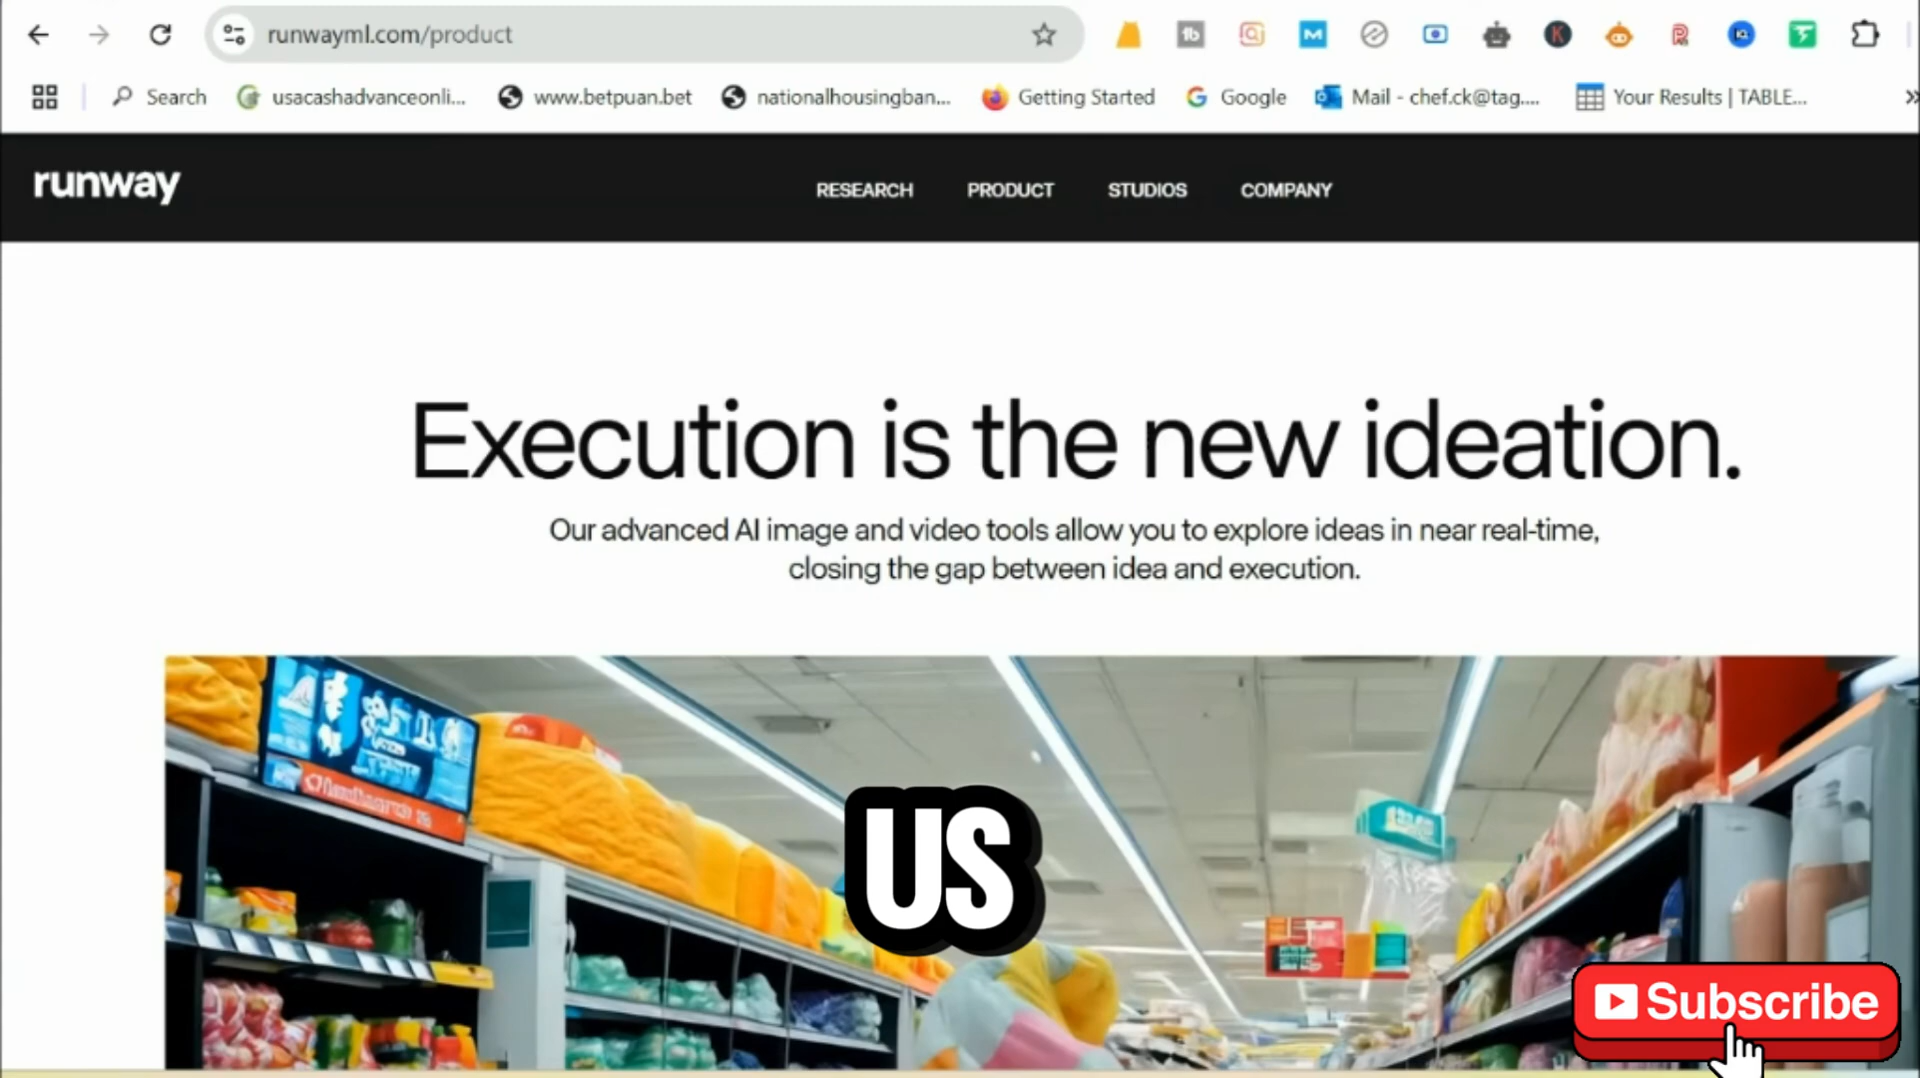 runwayml.com/product
Search
usacashadvanceonli...
www.betpuan.bet
nationalhousingban...
Getting Started
Google
Mail - chef.ck@tag....
Your Results | TABLE...
runway
RESEARCH
PRODUCT
STUDIOS
COMPANY
Execution is the new ideation.
Our advanced AI image and video tools allow you to explore ideas in near real-time,
closing the gap between idea and execution.
US
Subscribe